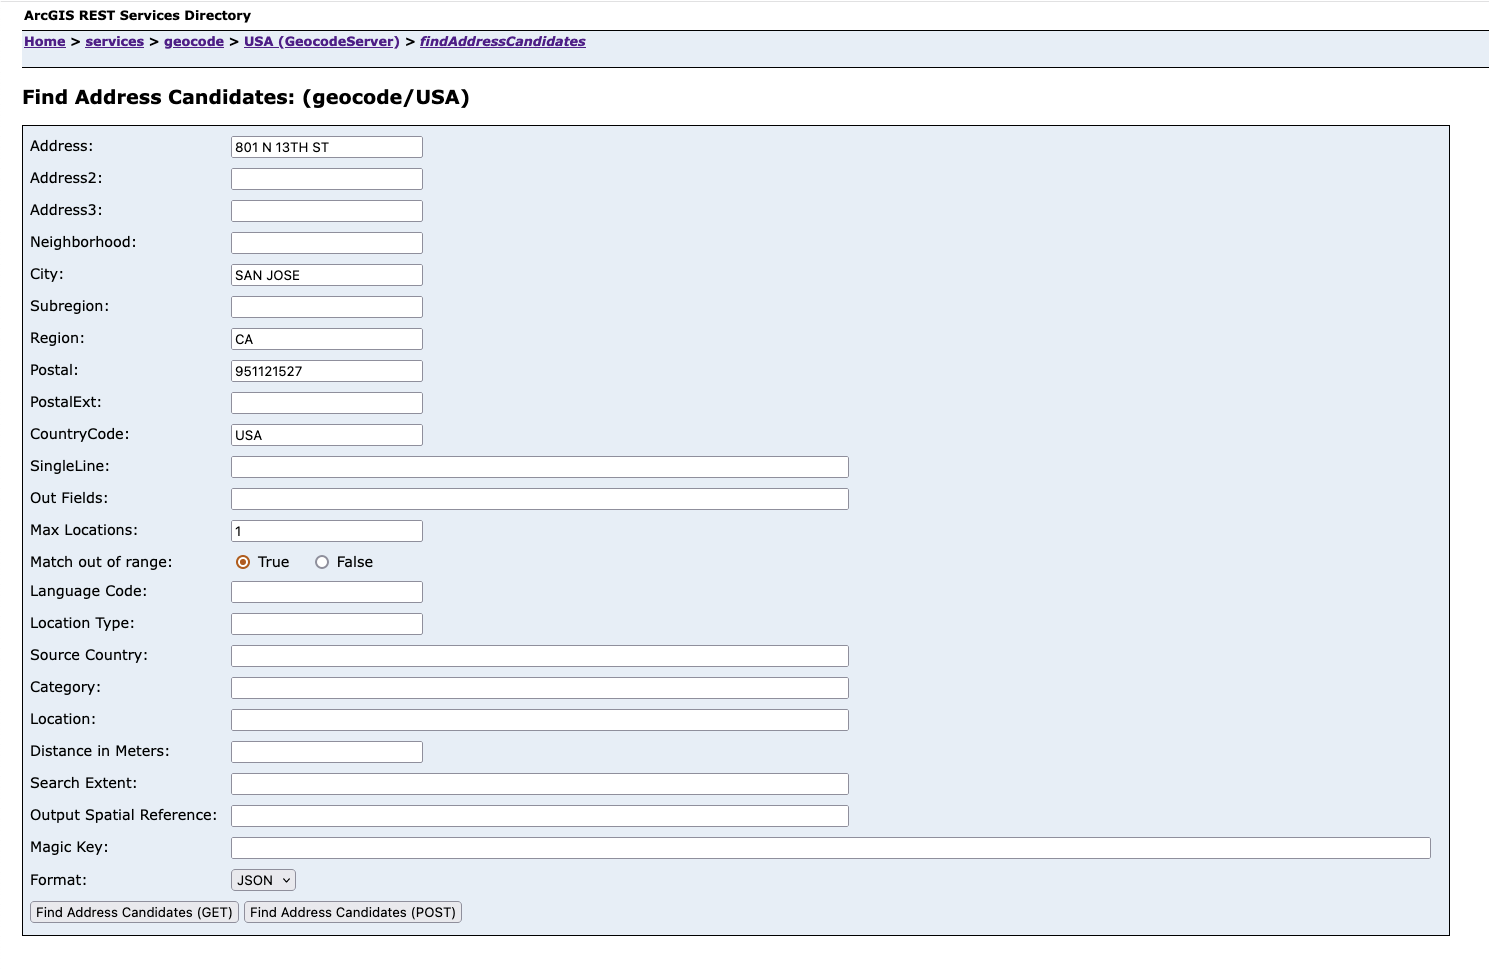 ArcGIS REST Services Directory
Home > services > geocode > USA (GeocodeServer) > findAddressCandidates
Find Address Candidates: (geocode/USA)
Address: 801 N 13TH ST
Address2:
Address3:
Neighborhood:
City: SAN JOSE
Subregion:
Region: CA
Postal: 951121527
PostalExt:
CountryCode: USA
SingleLine:
Out Fields:
Max Locations: 1
Match out of range: True False
Language Code:
Location Type:
Source Country:
Category:
Location:
Distance in Meters:
Search Extent:
Output Spatial Reference:
Magic Key:
Format: JSON
Find Address Candidates (GET) Find Address Candidates (POST)